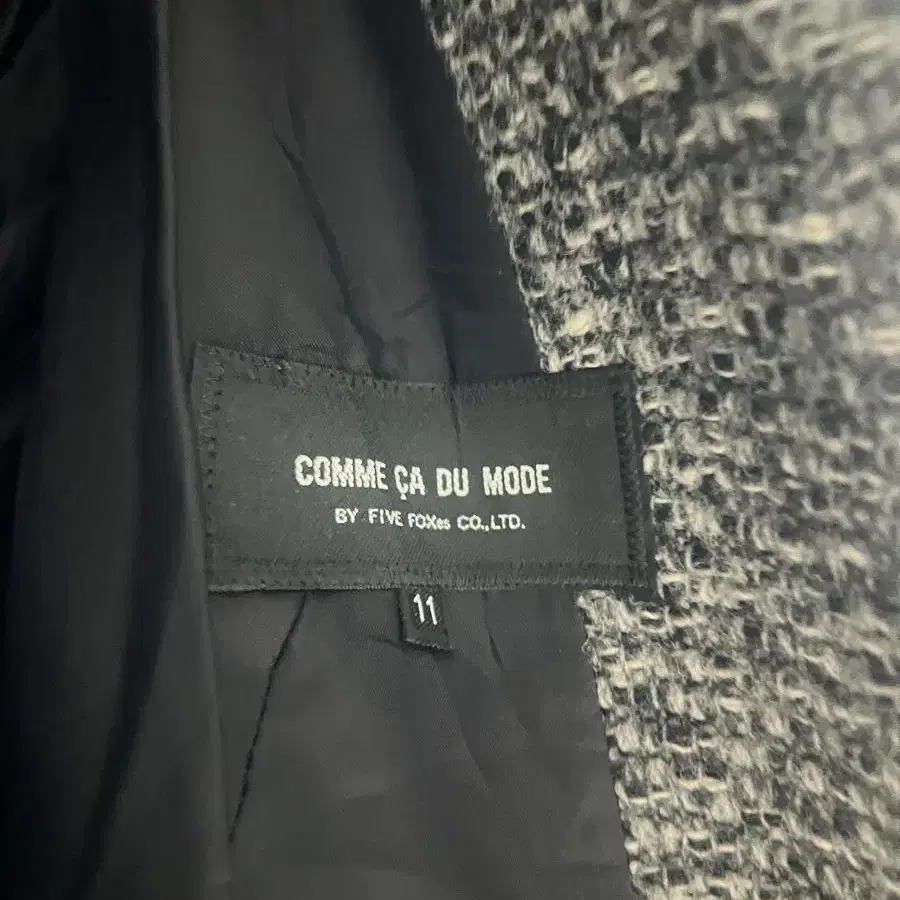 COMME ÇA DU MODE
BY FIVE FOXes CO.,LTD.
11